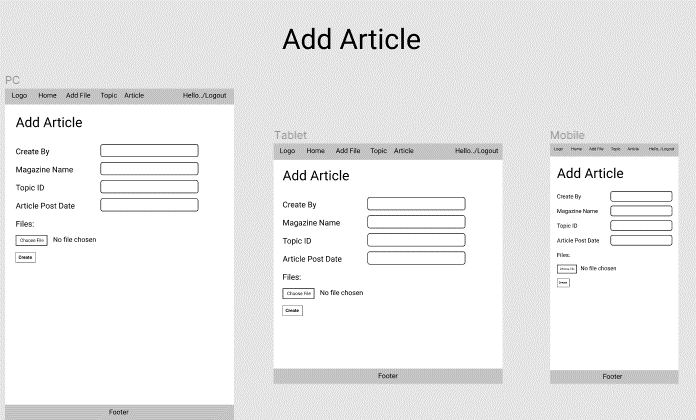 Add Article
PC
Logo Home Add File Topic Article Hello../Logout
Add Article
Create By
Magazine Name
Topic ID
Article Post Date
Files:
Choose File No file chosen
Create
Footer
Tablet
Logo Home Add File Topic Article Hello../Logout
Add Article
Create By
Magazine Name
Topic ID
Article Post Date
Files:
Choose File No file chosen
Create
Footer
Mobile
Logo Home Add File Topic Article Hello../Logout
Add Article
Create By
Magazine Name
Topic ID
Article Post Date
Files:
Choose File No file chosen
Create
Footer